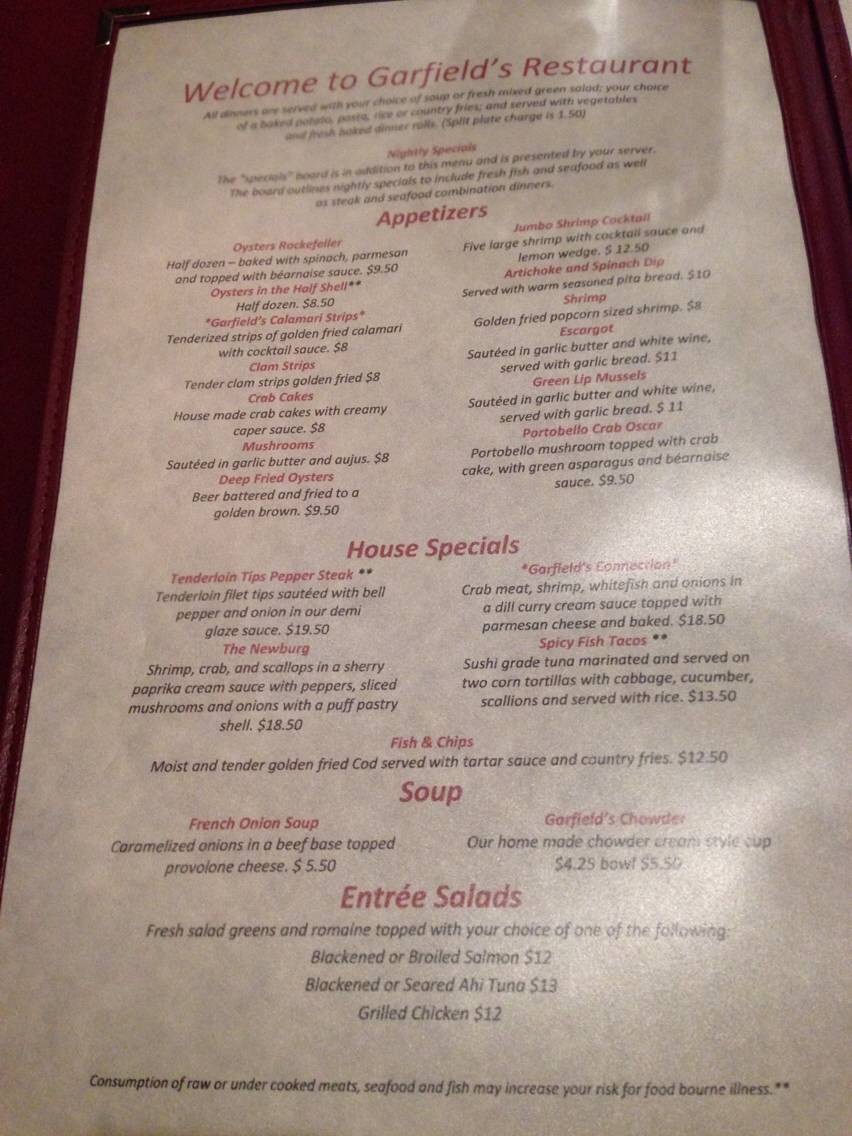 Welcome to Garfield's Restaurant
All dinners are served with your choice of soup or fresh mixed green salad; your choice
of a baked potato, pasta, rice or country fries; and served with vegetables
and fresh baked dinner rolls. (Split plate charge is 1.50)
Nightly Specials
The "specials" board is in addition to this menu and is presented by your server.
The board outlines nightly specials to include fresh fish and seafood as well
as steak and seafood combination dinners.
Appetizers
Oysters Rockefeller
Half dozen – baked with spinach, parmesan
and topped with béarnaise sauce. $9.50
Oysters in the Half Shell**
Half dozen. $8.50
*Garfield's Calamari Strips*
Tenderized strips of golden fried calamari
with cocktail sauce. $8
Clam Strips
Tender clam strips golden fried $8
Crab Cakes
House made crab cakes with creamy
caper sauce. $8
Mushrooms
Sautéed in garlic butter and aujus. $8
Deep Fried Oysters
Beer battered and fried to a
golden brown. $9.50
Jumbo Shrimp Cocktail
Five large shrimp with cocktail sauce and
lemon wedge. $ 12.50
Artichoke and Spinach Dip
Served with warm seasoned pita bread. $10
Shrimp
Golden fried popcorn sized shrimp. $8
Escargot
Sautéed in garlic butter and white wine,
served with garlic bread. $11
Green Lip Mussels
Sautéed in garlic butter and white wine,
served with garlic bread. $ 11
Portobello Crab Oscar
Portobello mushroom topped with crab
cake, with green asparagus and béarnaise
sauce. $9.50
House Specials
Tenderloin Tips Pepper Steak **
Tenderloin filet tips sautéed with bell
pepper and onion in our demi
glaze sauce. $19.50
The Newburg
Shrimp, crab, and scallops in a sherry
paprika cream sauce with peppers, sliced
mushrooms and onions with a puff pastry
shell. $18.50
*Garfield's Connection*
Crab meat, shrimp, whitefish and onions in
a dill curry cream sauce topped with
parmesan cheese and baked. $18.50
Spicy Fish Tacos **
Sushi grade tuna marinated and served on
two corn tortillas with cabbage, cucumber,
scallions and served with rice. $13.50
Fish & Chips
Moist and tender golden fried Cod served with tartar sauce and country fries. $12.50
Soup
French Onion Soup
Caramelized onions in a beef base topped
provolone cheese. $ 5.50
Garfield's Chowder
Our home made chowder cream style cup
$4.25 bowl $5.50
Entrée Salads
Fresh salad greens and romaine topped with your choice of one of the following:
Blackened or Broiled Salmon $12
Blackened or Seared Ahi Tuna $13
Grilled Chicken $12
Consumption of raw or under cooked meats, seafood and fish may increase your risk for food bourne illness.**